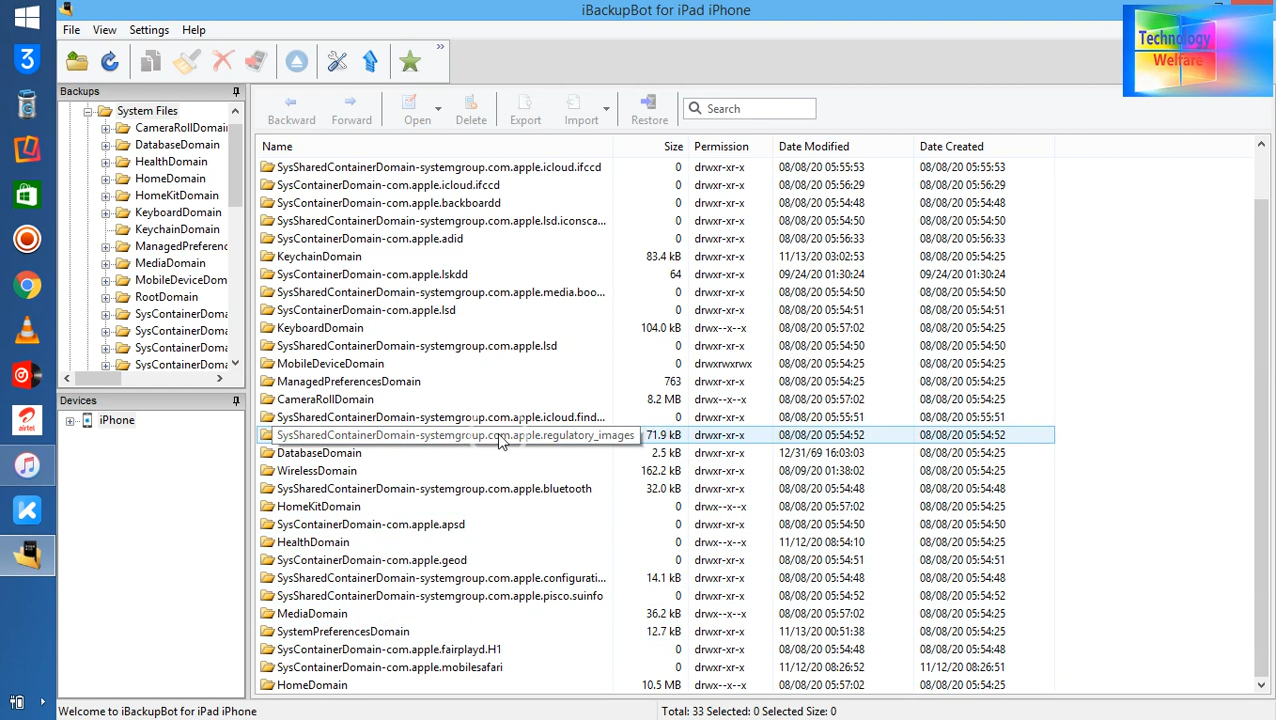 iBackupBot for iPad iPhone
File View Settings Help
»
Technology
Welfare
Backups
System Files
CameraRollDomain
DatabaseDomain
HealthDomain
HomeDomain
HomeKitDomain
KeyboardDomain
KeychainDomain
ManagedPreferenc
MediaDomain
MobileDeviceDom
RootDomain
SysContainerDoma
SysContainerDoma
SysContainerDoma
SysContainerDoma
Devices
iPhone
Backward Forward Open Delete Export Import Restore Search
Name Size Permission Date Modified Date Created
SysSharedContainerDomain-systemgroup.com.apple.icloud.ifccd 0 drwxr-xr-x 08/08/20 05:55:53 08/08/20 05:55:53
SysContainerDomain-com.apple.icloud.ifccd 0 drwxr-xr-x 08/08/20 05:56:29 08/08/20 05:56:29
SysContainerDomain-com.apple.backboardd 0 drwxr-xr-x 08/08/20 05:54:48 08/08/20 05:54:48
SysSharedContainerDomain-systemgroup.com.apple.lsd.iconsca... 0 drwxr-xr-x 08/08/20 05:54:50 08/08/20 05:54:50
SysContainerDomain-com.apple.adid 0 drwxr-xr-x 08/08/20 05:56:33 08/08/20 05:56:33
KeychainDomain 83.4 kB drwxr-xr-x 11/13/20 03:02:53 08/08/20 05:54:25
SysContainerDomain-com.apple.lskdd 64 drwxr-xr-x 09/24/20 01:30:24 09/24/20 01:30:24
SysSharedContainerDomain-systemgroup.com.apple.media.boo... 0 drwxr-xr-x 08/08/20 05:54:50 08/08/20 05:54:50
SysContainerDomain-com.apple.lsd 0 drwxr-xr-x 08/08/20 05:54:51 08/08/20 05:54:51
KeyboardDomain 104.0 kB drwx--x--x 08/08/20 05:57:02 08/08/20 05:54:25
SysSharedContainerDomain-systemgroup.com.apple.lsd 0 drwxr-xr-x 08/08/20 05:54:50 08/08/20 05:54:50
MobileDeviceDomain 0 drwxrwxrwx 08/08/20 05:54:25 08/08/20 05:54:25
ManagedPreferencesDomain 763 drwxr-xr-x 08/08/20 05:54:25 08/08/20 05:54:25
CameraRollDomain 8.2 MB drwxr-xr-x 08/08/20 05:54:25 08/08/20 05:54:25
SysSharedContainerDomain-systemgroup.com.apple.icloud.find... 0 drwxr-xr-x 08/08/20 05:55:51 08/08/20 05:55:51
SysSharedContainerDomain-systemgroup.com.apple.regulatory_images 71.9 kB drwxr-xr-x 08/08/20 05:54:52 08/08/20 05:54:52
DatabaseDomain 2.5 kB drwxr-xr-x 12/31/69 16:03:03 08/08/20 05:54:25
WirelessDomain 162.2 kB drwxr-xr-x 08/09/20 01:38:02 08/08/20 05:54:25
SysSharedContainerDomain-systemgroup.com.apple.bluetooth 32.0 kB drwxr-xr-x 08/08/20 05:54:48 08/08/20 05:54:48
HomeKitDomain 0 drwx--x--x 08/08/20 05:57:02 08/08/20 05:54:25
SysContainerDomain-com.apple.apsd 0 drwxr-xr-x 08/08/20 05:54:50 08/08/20 05:54:50
HealthDomain 0 drwx--x--x 11/12/20 08:54:10 08/08/20 05:54:25
SysContainerDomain-com.apple.geod 0 drwxr-xr-x 08/08/20 05:54:51 08/08/20 05:54:51
SysSharedContainerDomain-systemgroup.com.apple.configurati... 14.1 kB drwxr-xr-x 08/08/20 05:54:48 08/08/20 05:54:48
SysSharedContainerDomain-systemgroup.com.apple.pisco.suinfo 0 drwxr-xr-x 08/08/20 05:54:52 08/08/20 05:54:52
MediaDomain 36.2 kB drwx--x--x 08/08/20 05:57:02 08/08/20 05:54:25
SystemPreferencesDomain 12.7 kB drwxr-xr-x 11/13/20 00:51:38 08/08/20 05:54:25
SysContainerDomain-com.apple.fairplayd.H1 0 drwxr-xr-x 08/08/20 05:54:48 08/08/20 05:54:48
SysContainerDomain-com.apple.mobilesafari 0 drwxr-xr-x 11/12/20 08:26:52 11/12/20 08:26:51
HomeDomain 10.5 MB drwxr-xr-x 08/08/20 05:57:02 08/08/20 05:54:25
airtel
Welcome to iBackupBot for iPad iPhone
Total: 33 Selected: 0 Selected Size: 0